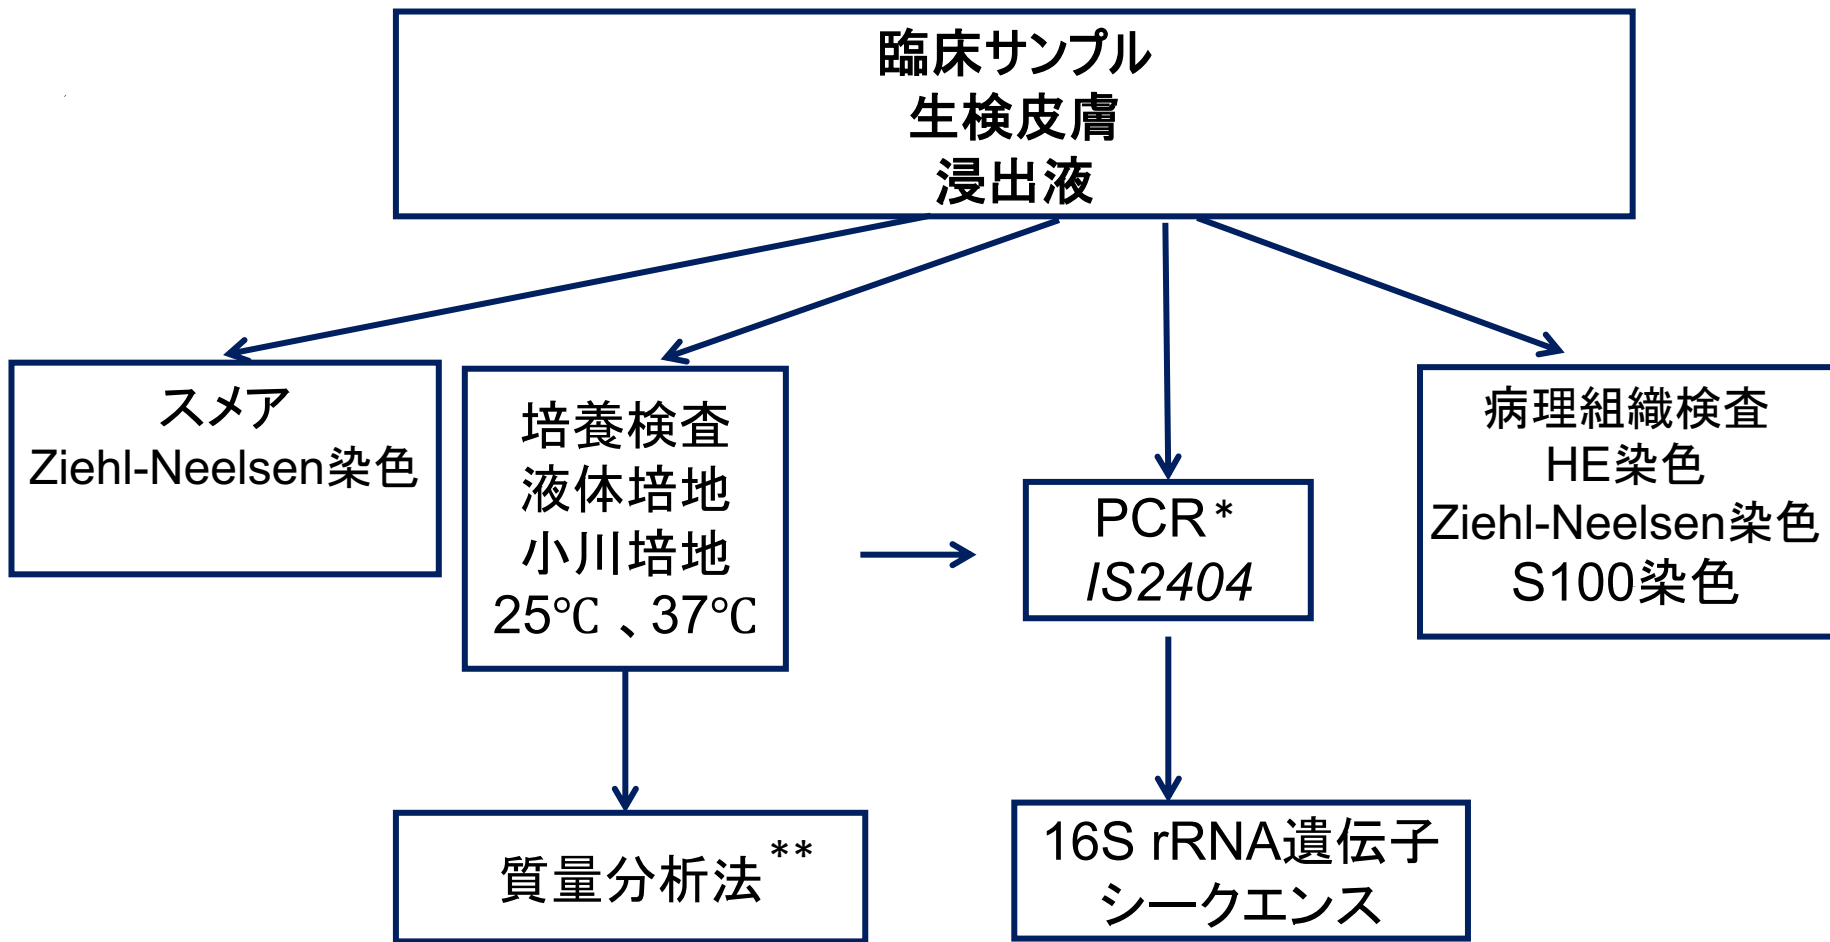 臨床サンプル
生検皮膚
浸出液
スメア
Ziehl-Neelsen染色
培養検査
液体培地
小川培地
25℃、37℃
PCR*
IS2404
病理組織検査
HE染色
Ziehl-Neelsen染色
S100染色
質量分析法**
16S rRNA遺伝子
シークエンス